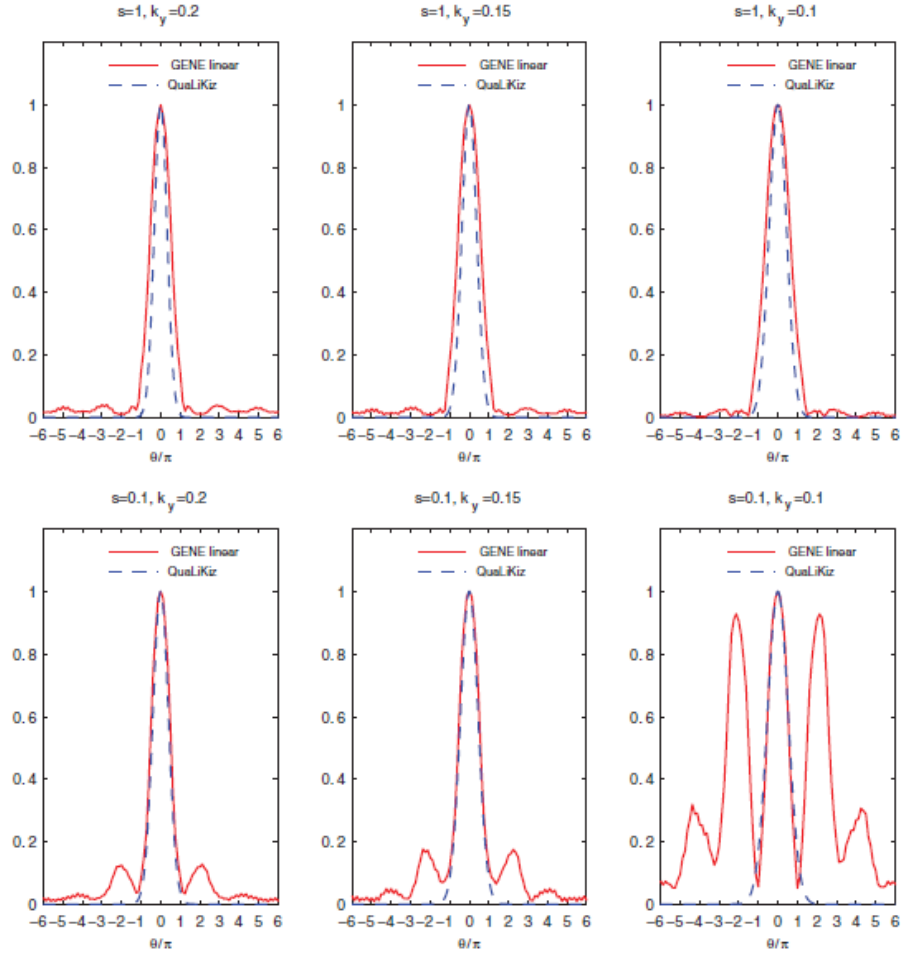 s=1, k_y=0.2
GENE linear
QuaLiKiz
1
0.8
0.6
0.4
0.2
0
−6−5−4−3−2−1 0 1 2 3 4 5 6
θ/π
s=1, k_y=0.15
GENE linear
QuaLiKiz
1
0.8
0.6
0.4
0.2
0
−6−5−4−3−2−1 0 1 2 3 4 5 6
θ/π
s=1, k_y=0.1
GENE linear
QuaLiKiz
1
0.8
0.6
0.4
0.2
0
−6−5−4−3−2−1 0 1 2 3 4 5 6
θ/π
s=0.1, k_y=0.2
GENE linear
QuaLiKiz
1
0.8
0.6
0.4
0.2
0
−6−5−4−3−2−1 0 1 2 3 4 5 6
θ/π
s=0.1, k_y=0.15
GENE linear
QuaLiKiz
1
0.8
0.6
0.4
0.2
0
−6−5−4−3−2−1 0 1 2 3 4 5 6
θ/π
s=0.1, k_y=0.1
GENE linear
QuaLiKiz
1
0.8
0.6
0.4
0.2
0
−6−5−4−3−2−1 0 1 2 3 4 5 6
θ/π